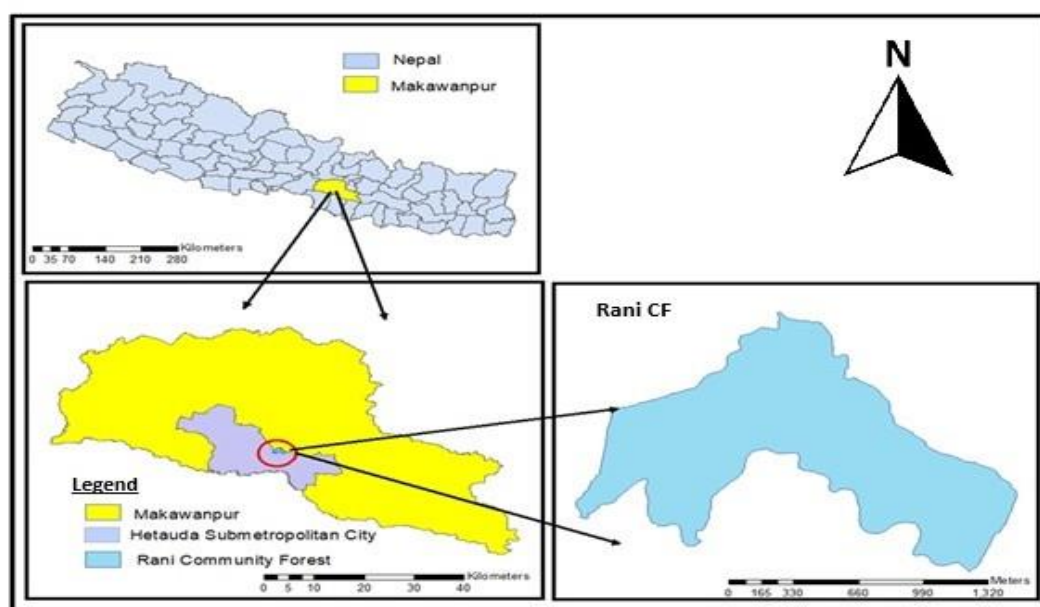 Nepal
Makawanpur
N
Kilometers
0 35 70 140 210 280
Legend
Makawanpur
Hetauda Submetropolitan City
Rani Community Forest
Kilometers
0 5 10 20 30 40
Rani CF
Meters
0 165 330 660 990 1,320